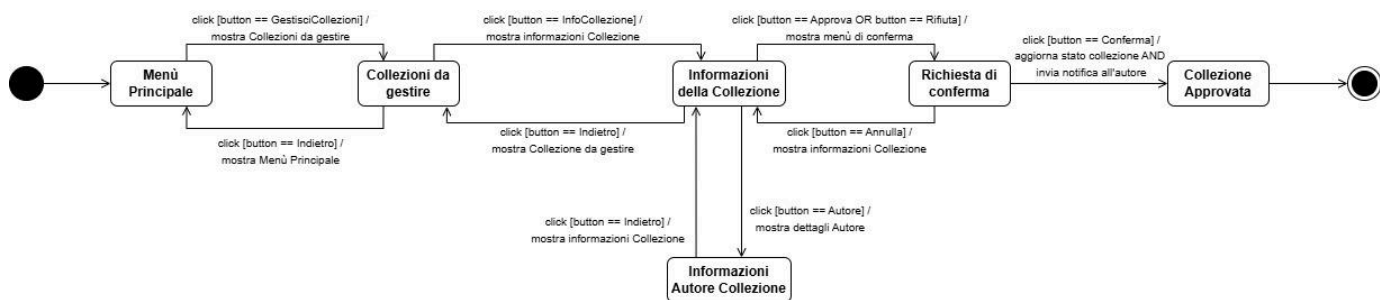 click [button == GestisciCollezioni] /
mostra Collezioni da gestire
click [button == InfoCollezione] /
mostra informazioni Collezione
click [button == Approva OR button == Rifiuta] /
mostra menù di conferma
click [button == Conferma] /
aggiorna stato collezione AND
invia notifica all'autore
Menù
Principale
Collezioni da
gestire
Informazioni
della Collezione
Richiesta di
conferma
Collezione
Approvata
click [button == Indietro] /
mostra Menù Principale
click [button == Indietro] /
mostra Collezione da gestire
click [button == Annulla] /
mostra informazioni Collezione
click [button == Indietro] /
mostra informazioni Collezione
click [button == Autore] /
mostra dettagli Autore
Informazioni
Autore Collezione